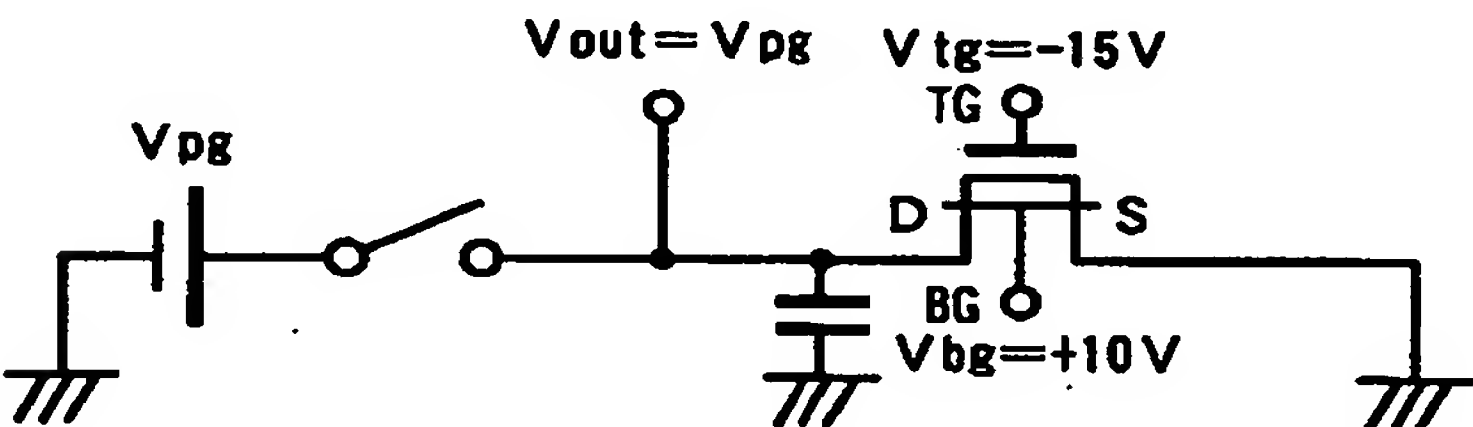 Vout=Vpg
Vtg=-15V
TG
Vpg
D
S
BG
Vbg=+10V